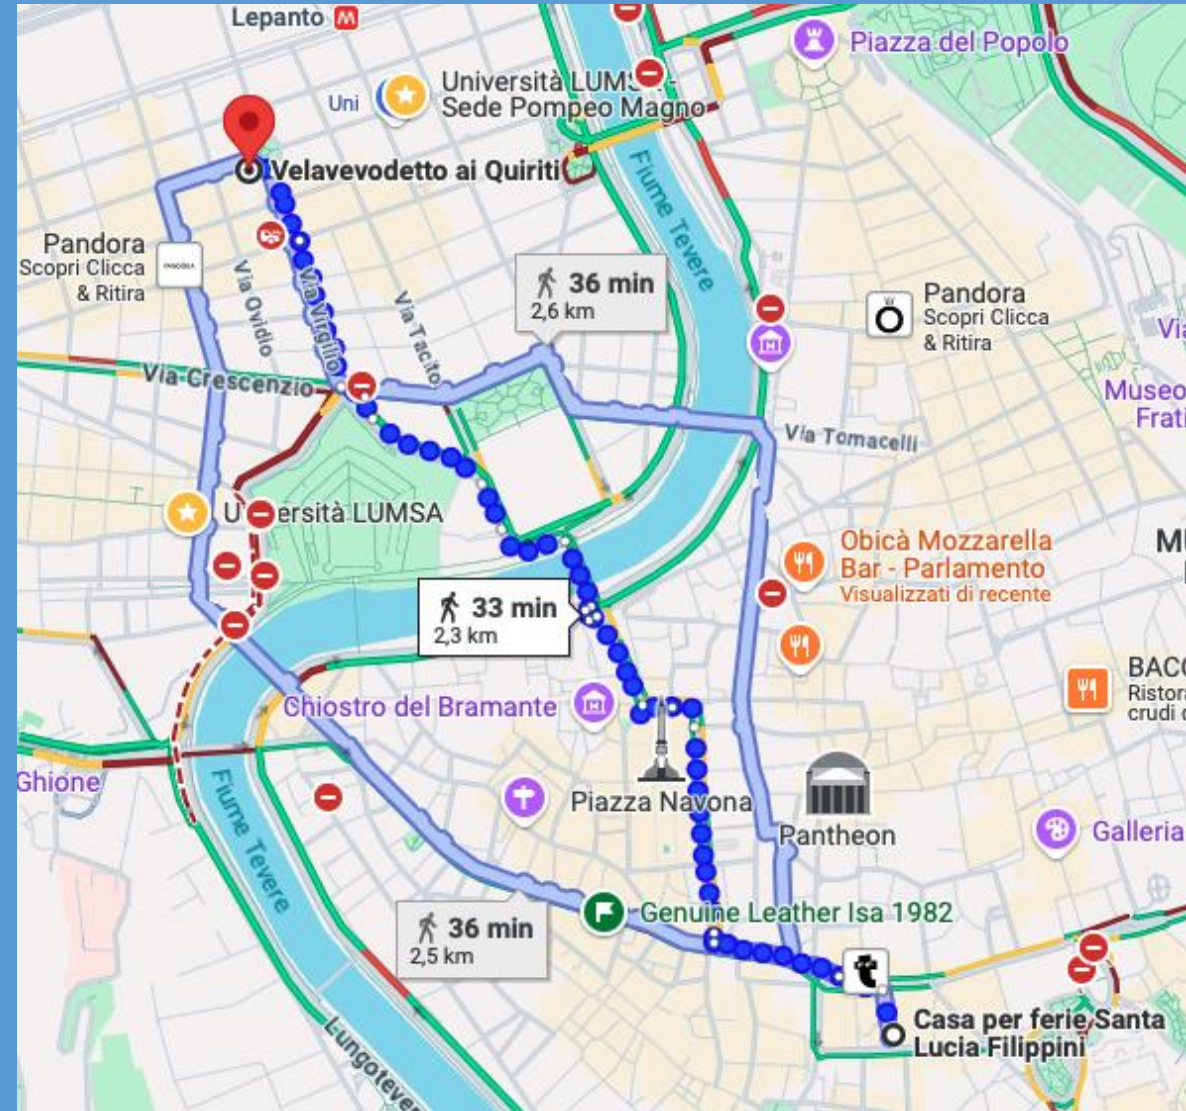 Lepanto M
Piazza del Popolo
Università LUMSA -
Sede Pompeo Magno
Uni
Velavevodetto ai Quiriti
Fiume Tevere
Pandora
Scopri Clicca
& Ritira
Via Ovidio
Via Virgilio
Via Tacito
36 min
2,6 km
Pandora
Scopri Clicca
& Ritira
Via Crescenzio
Museo
Frati
Via Tomacelli
Università LUMSA
Obicà Mozzarella
Bar - Parlamento
Visualizzati di recente
33 min
2,3 km
Chiostro del Bramante
Ghione
Fiume Tevere
Piazza Navona
Pantheon
Galleria
Genuine Leather Isa 1982
36 min
2,5 km
Casa per ferie Santa
Lucia Filippini